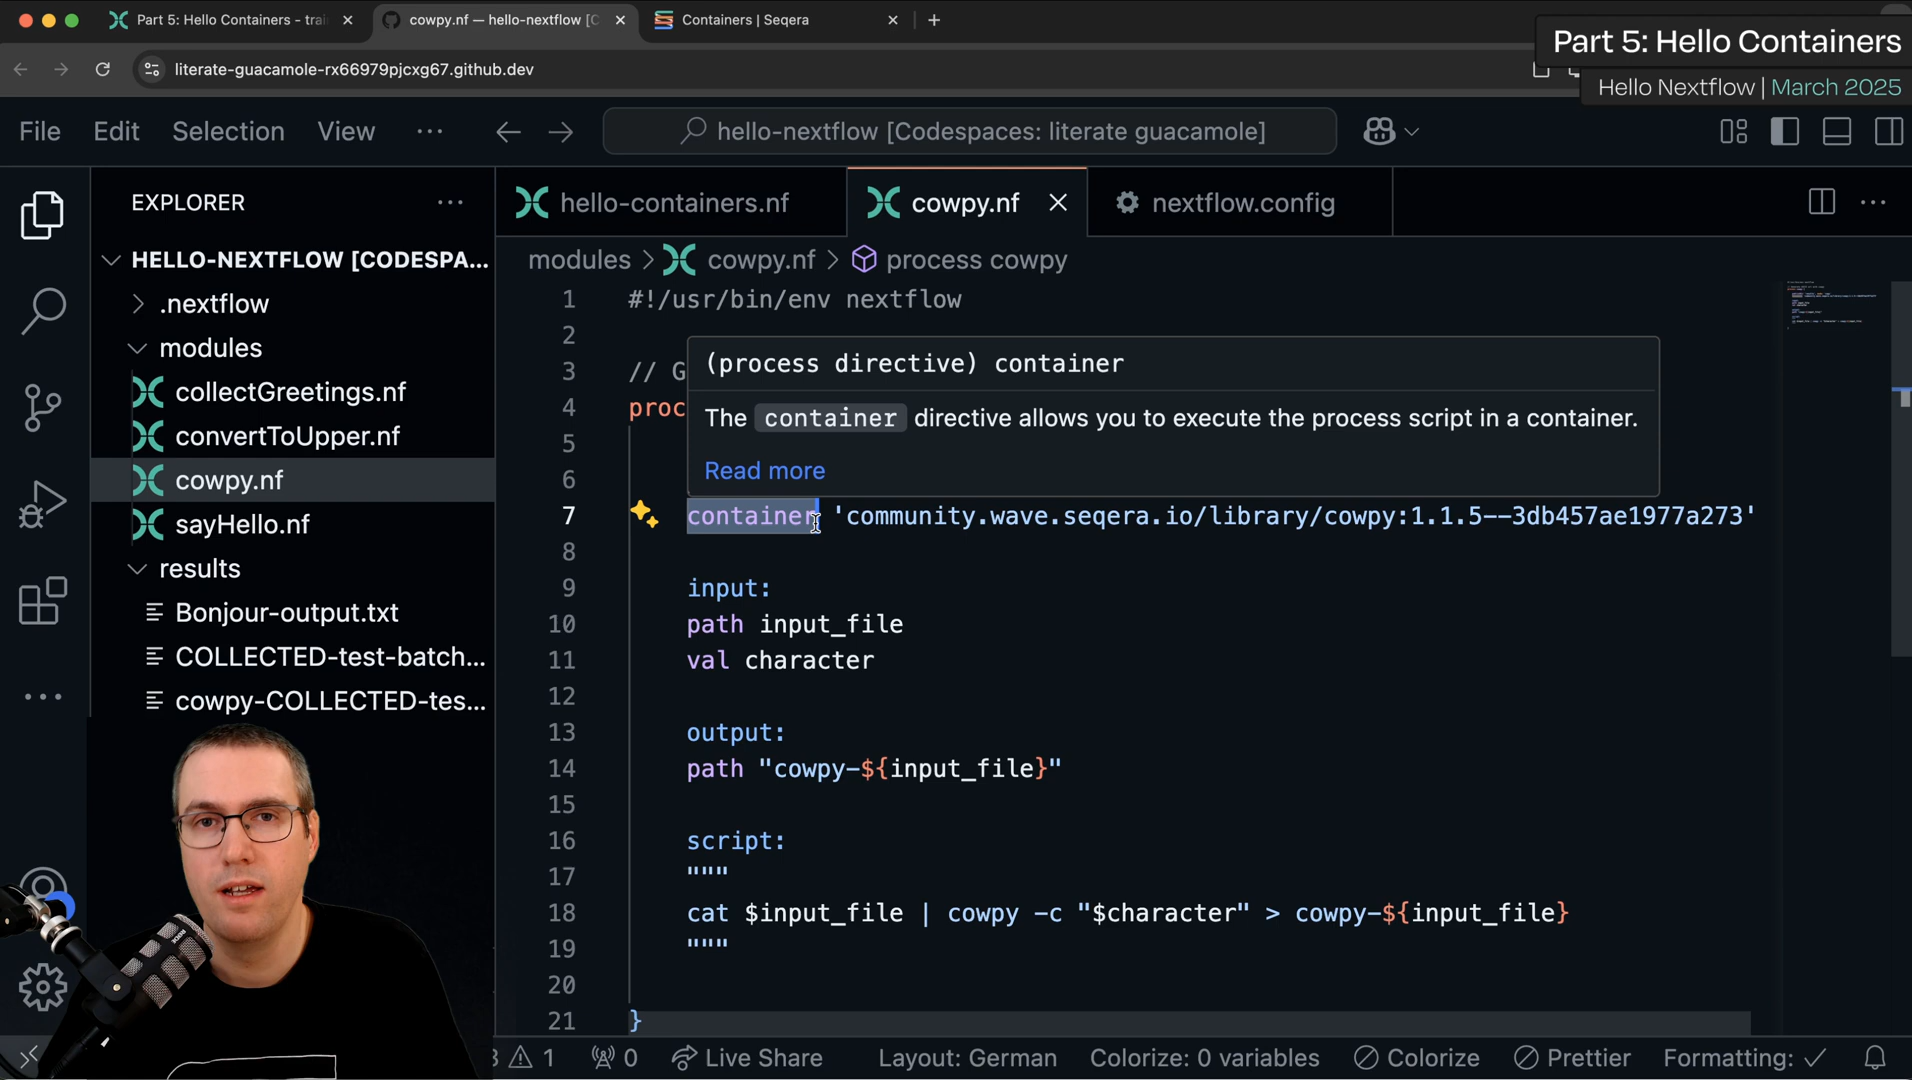 Part 5: Hello Containers - trai
cowpy.nf — hello-nextflow [C
Containers | Seqera
Part 5: Hello Containers
literate-guacamole-rx66979pjcxg67.github.dev
Hello Nextflow | March 2025
File Edit Selection View ···
hello-nextflow [Codespaces: literate guacamole]
EXPLORER
hello-containers.nf
cowpy.nf
nextflow.config
HELLO-NEXTFLOW [CODESPA...
.nextflow
modules
collectGreetings.nf
convertToUpper.nf
cowpy.nf
sayHello.nf
results
Bonjour-output.txt
COLLECTED-test-batch...
cowpy-COLLECTED-tes...
modules > cowpy.nf > process cowpy
1 #!/usr/bin/env nextflow
2
3 // G
4 proc
5
6
(process directive) container
The container directive allows you to execute the process script in a container.
Read more
7 container 'community.wave.seqera.io/library/cowpy:1.1.5--3db457ae1977a273'
8
9 input:
10 path input_file
11 val character
12
13 output:
14 path "cowpy-${input_file}"
15
16 script:
17 """
18 cat $input_file | cowpy -c "$character" > cowpy-${input_file}
19 """
20
21 }
1
0
Live Share
Layout: German
Colorize: 0 variables
Colorize
Prettier
Formatting: ✓